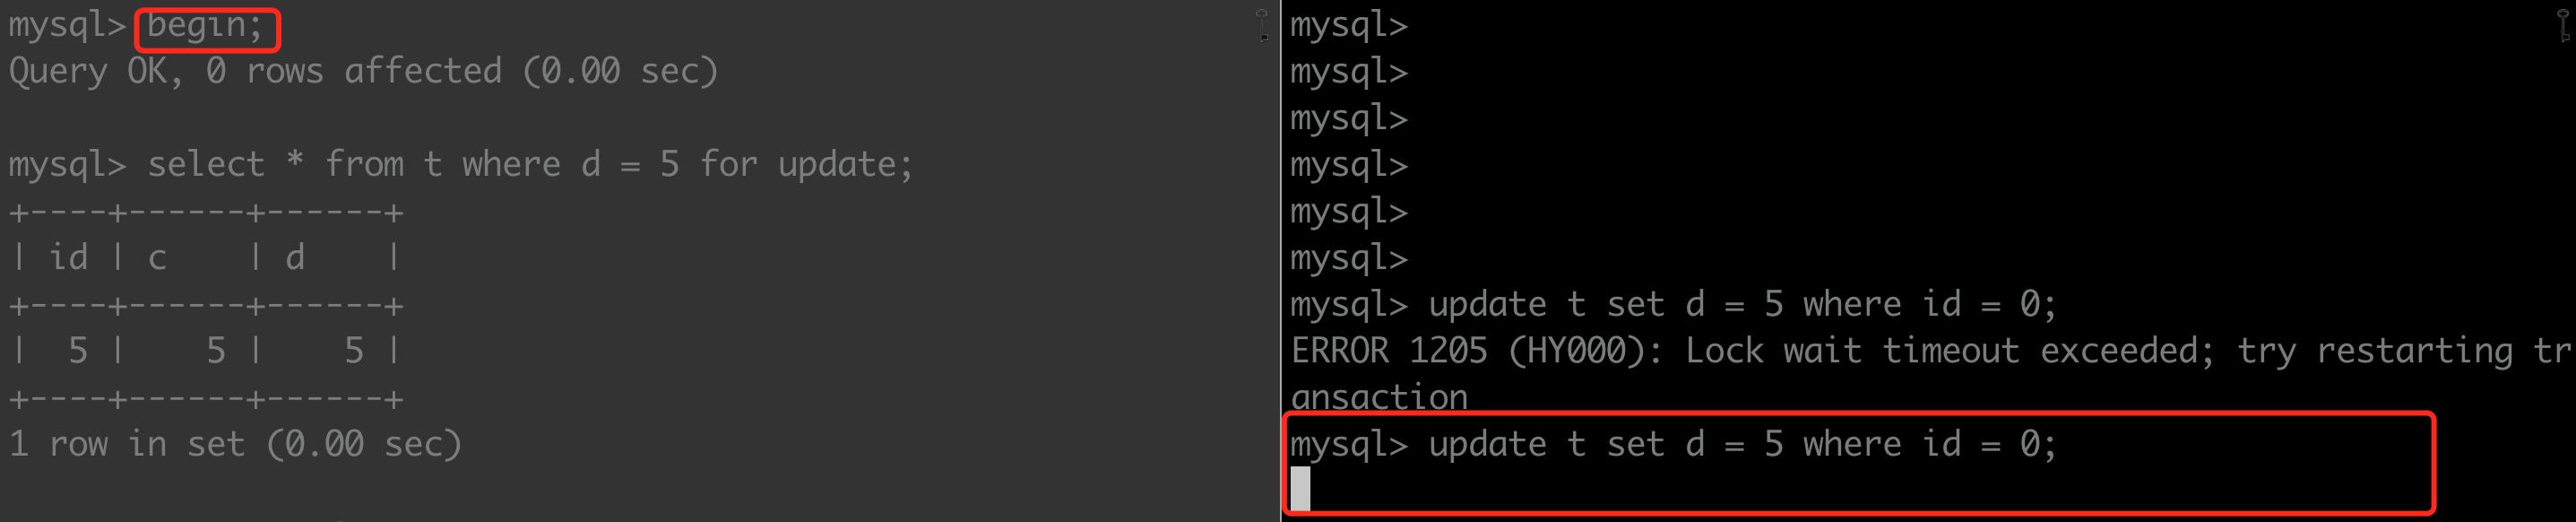 mysql> begin;
Query OK, 0 rows affected (0.00 sec)
mysql> select * from t where d = 5 for update;
+----+------+------+
| id | c    | d    |
+----+------+------+
|  5 |    5 |    5 |
+----+------+------+
1 row in set (0.00 sec)
mysql>
mysql>
mysql>
mysql>
mysql>
mysql>
mysql> update t set d = 5 where id = 0;
ERROR 1205 (HY000): Lock wait timeout exceeded; try restarting tr
ansaction
mysql> update t set d = 5 where id = 0;